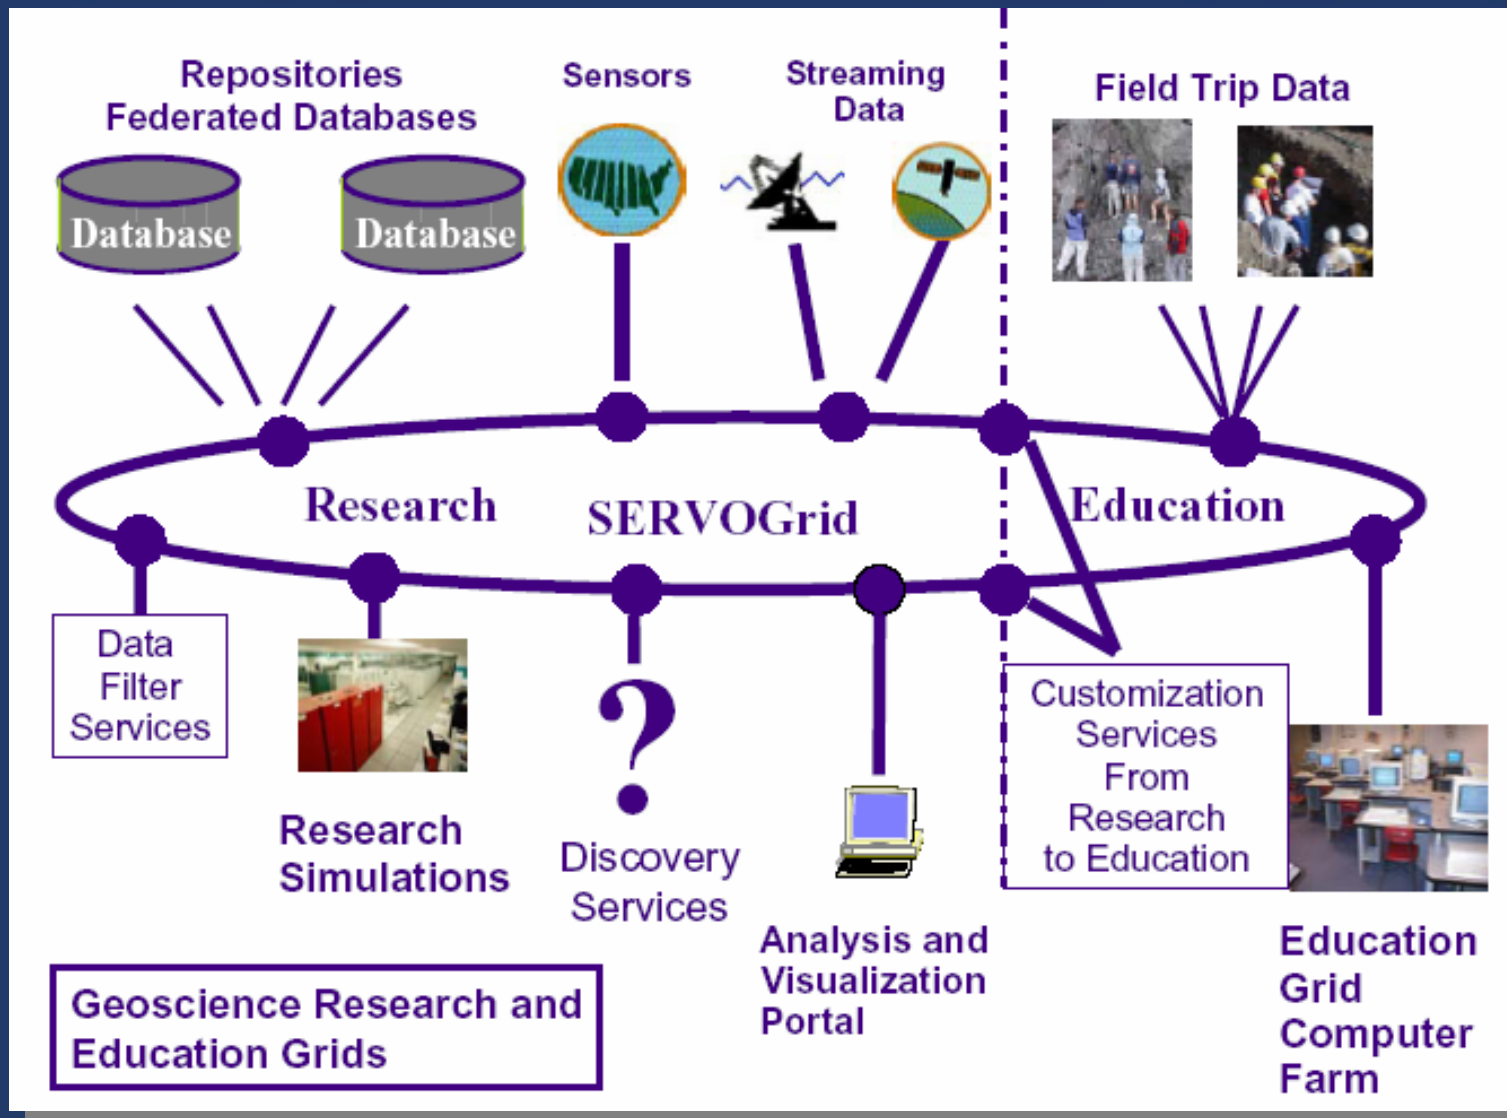 Repositories
Federated Databases
Sensors
Streaming
Data
Field Trip Data
Database
Database
Research
SERVOGrid
Education
Data
Filter
Services
Research
Simulations
?
Discovery
Services
Analysis and
Visualization
Portal
Customization
Services
From
Research
to Education
Education
Grid
Computer
Farm
Geoscience Research and
Education Grids